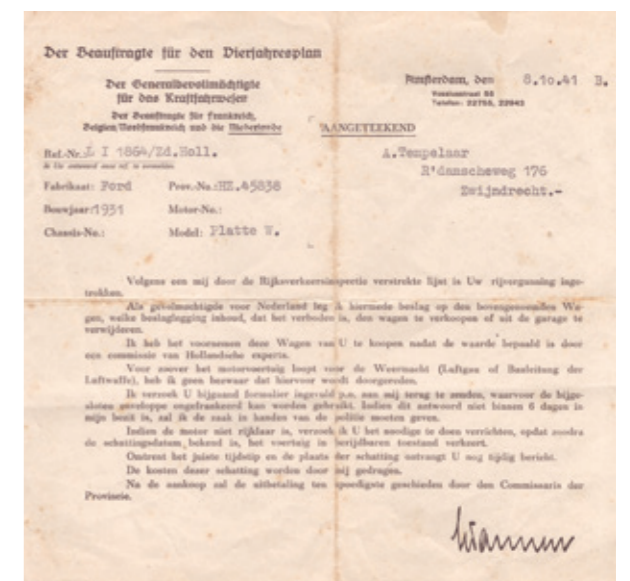 Der Beauftragte für den Vierjahresplan
Der Generalbevollmächtigte
für das Kraftfahrwesen
Der Beauftragte für Frankreich,
Belgien/Nordfrankreich und die Niederlande
Amsterdam, den 8.10.41 B.
Telefon: 22755, 22943
AANGETEEKEND
Ref.-Nr.: L I 1864/Zd.Holl.
A.Tempelaar
R'damscheweg 176
Zwijndrecht.-
Fabrikaat: Ford Prov.-No.: HZ.45838
Bouwjaar: 1931 Motor-No.:
Chassis-No.: Model: Platte W.
Volgens een mij door de Rijksverkeersinspectie verstrekte lijst is Uw rijvergunning inge-
trokken.
Als gevolmachtigde voor Nederland leg ik hiermede beslag op den bovengenoemden Wa-
gen, welke beslaglegging inhoud, dat het verboden is, den wagen te verkoopen of uit de garage te
verwijderen.
Ik heb het voornemen deze Wagen van U te koopen nadat de waarde bepaald is door
een commissie van Hollandsche experts.
Voor zoover het motorvoertuig loopt voor de Weermacht (Luftgau of Bauleitung der
Luftwaffe), heb ik geen bezwaar dat hiervoor wordt doorgereden.
Ik verzoek U bijgaand formulier ingevuld p.o. aan mij terug te zenden, waarvoor de bijge-
sloten enveloppe ongefrankeerd kan worden gebruikt. Indien dit antwoord niet binnen 6 dagen in
mijn bezit is, zal ik de zaak in handen van de politie moeten geven.
Indien de motor niet rijklaar is, verzoek ik U het noodige te doen verrichten, opdat zoodra
de schattingsdatum bekend is, het voertuig in berijdbaren toestand verkeert.
Omtrent het juiste tijdstip en de plaats der schatting ontvangt U nog tijdig bericht.
De kosten dezer schatting worden door mij gedragen.
Na de aankoop zal de uitbetaling ten spoedigste geschieden door den Commissaris der
Provincie.